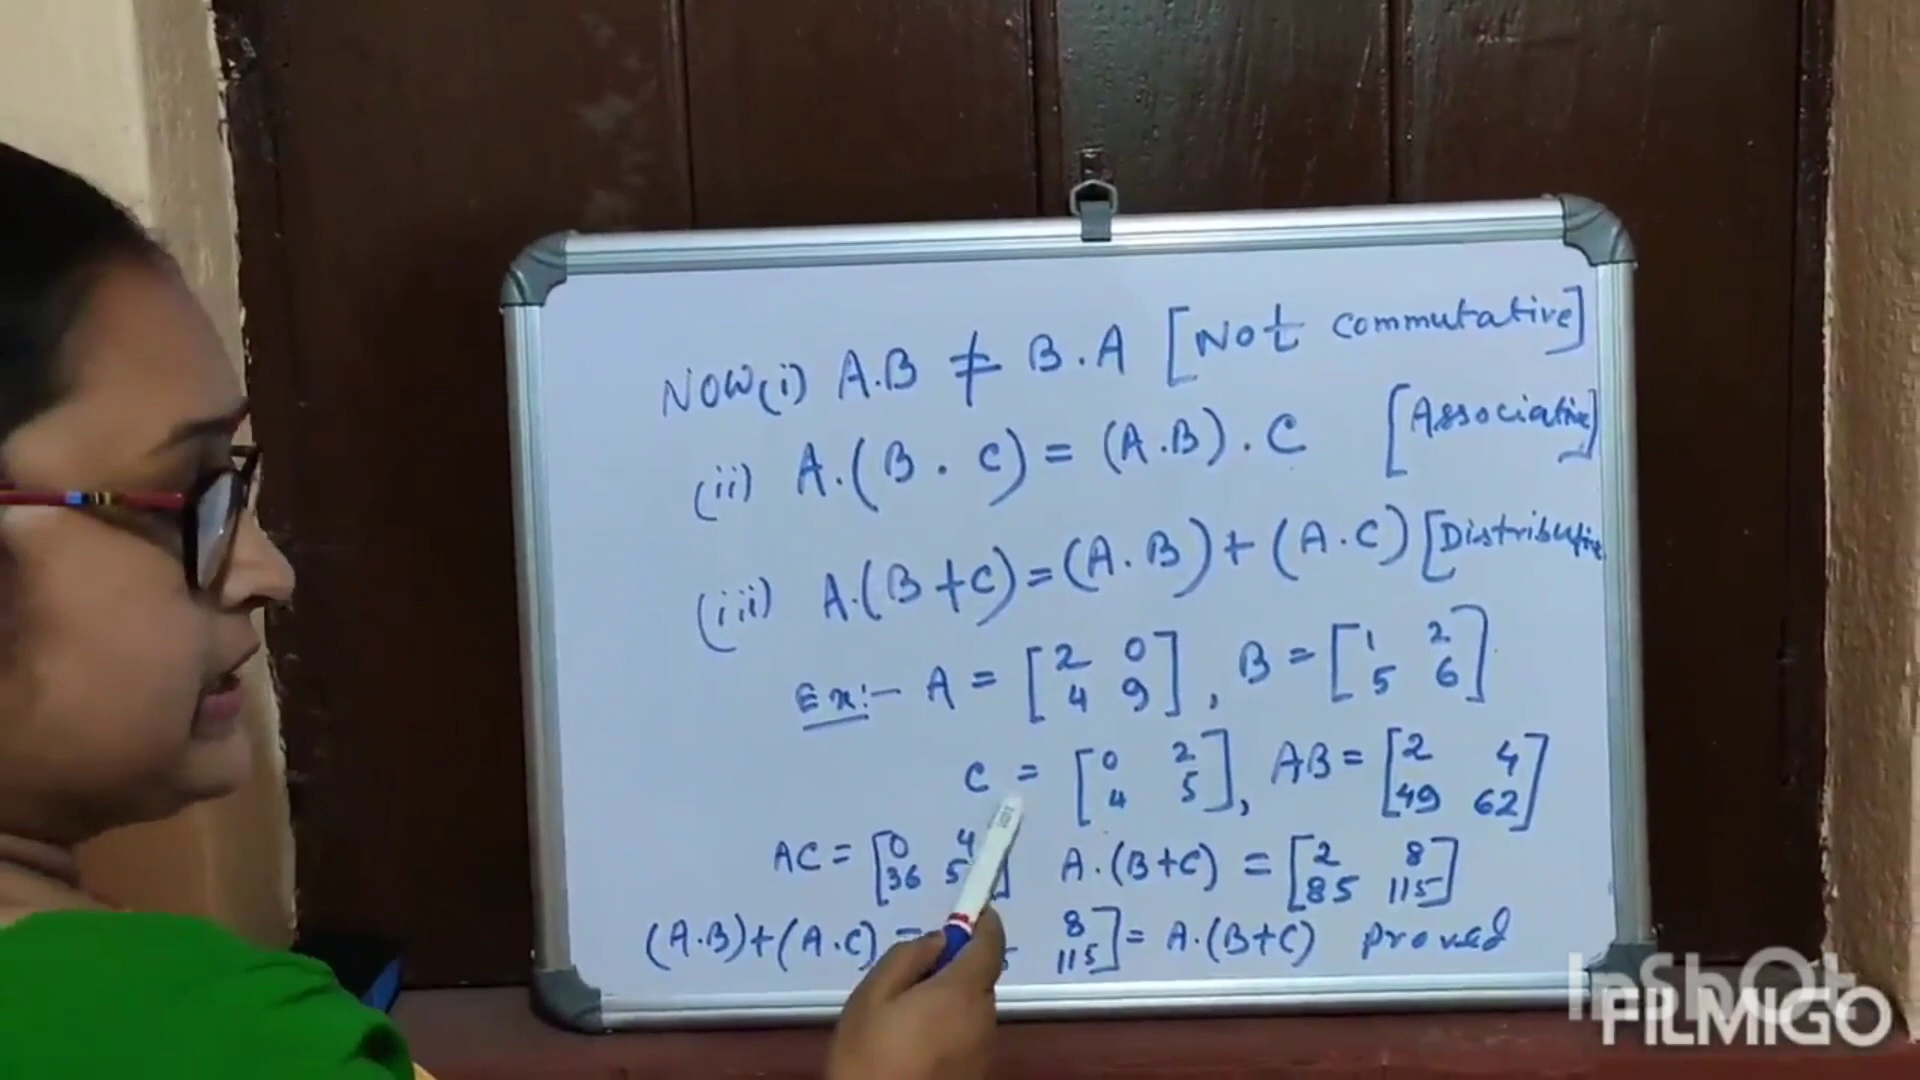 NOW (i) A.B ≠ B.A [Not commutative]
(ii) A.(B . C) = (A.B) . C [Associative]
(iii) A.(B+C) = (A.B) + (A.C) [Distributive
Ex:- A = [2 0 4 9], B = [1 2 5 6]
C = [0 2 4 5], AB = [2 4 49 62]
AC = [0 4 36 5 ] A.(B+C) = [2 8 85 115]
(A.B)+(A.C) = 5 8 115] = A.(B+C) proved
InShOt
FILMIGO